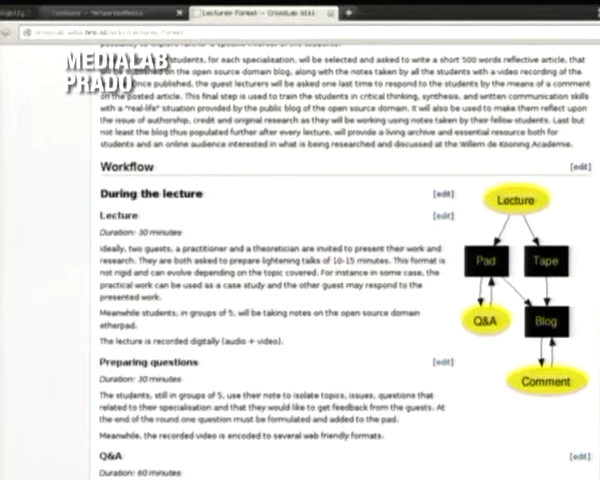 Lectures Format - CrossLab Wiki
MEDIALAB
PRADO
students, for each specialisation, will be selected and asked to write a short 500 words reflective article, that
published on the open source domain blog, along with the notes taken by all the students with a video recording of the
once published, the guest lecturers will be asked one last time to respond to the students by the means of a comment
on the posted article. This final step is used to train the students in critical thinking, synthesis, and written communication skills
with a "real-life" situation provided by the public blog of the open source domain. It will also be used to make them reflect upon
the issue of authorship, credit and original research as they will be working using notes taken by their fellow students. Last but
not least the blog thus populated further after every lecture, will provide a living archive and essential resource both for
students and an online audience interested in what is being researched and discussed at the Willem de Kooning Academie.
Workflow [edit]
During the lecture [edit]
Lecture [edit]
Duration: 30 minutes
Ideally, two guests, a practitioner and a theoretician are invited to present their work and
research. They are both asked to prepare lightening talks of 10-15 minutes. This format is
not rigid and can evolve depending on the topic covered. For instance in some case, the
practical work can be used as a case study and the other guest may respond to the
presented work.
Meanwhile students, in groups of 5, will be taking notes on the open source domain
etherpad.
The lecture is recorded digitally (audio + video).
Preparing questions [edit]
Duration: 30 minutes
The students, still in groups of 5, use their note to isolate topics, issues, questions that
related to their specialisation and that they would like to get feedback from the guests. At
the end of the round one question must be formulated and added to the pad.
Meanwhile, the recorded video is encoded to several web friendly formats.
Q&A [edit]
Duration: 60 minutes
Lecture
Pad Tape
Q&A Blog
Comment